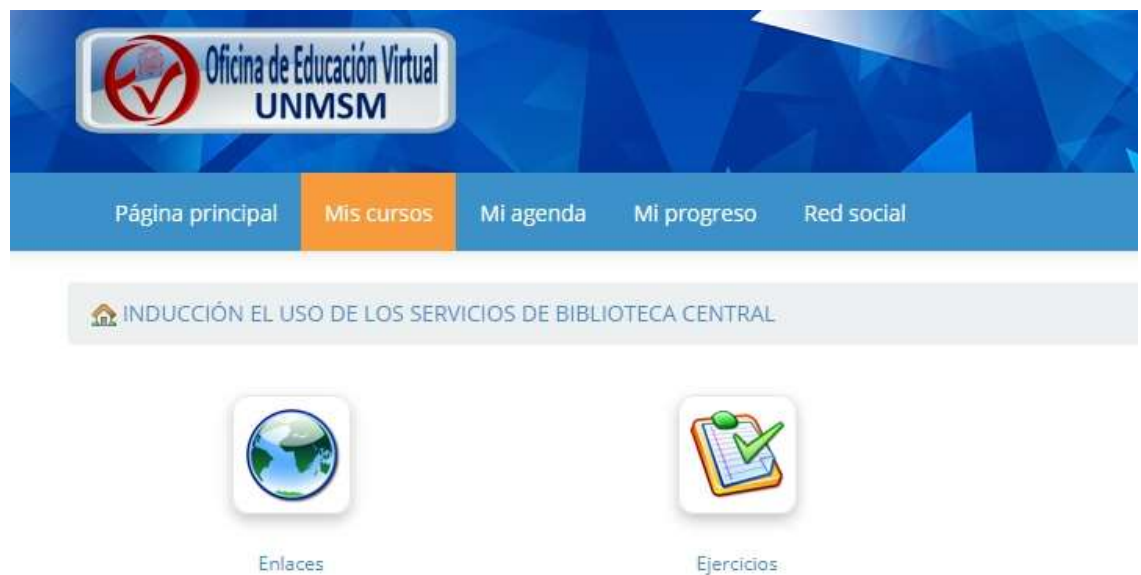 Oficina de Educación Virtual
UNMSM
Página principal Mis cursos Mi agenda Mi progreso Red social
INDUCCIÓN EL USO DE LOS SERVICIOS DE BIBLIOTECA CENTRAL
Enlaces Ejercicios